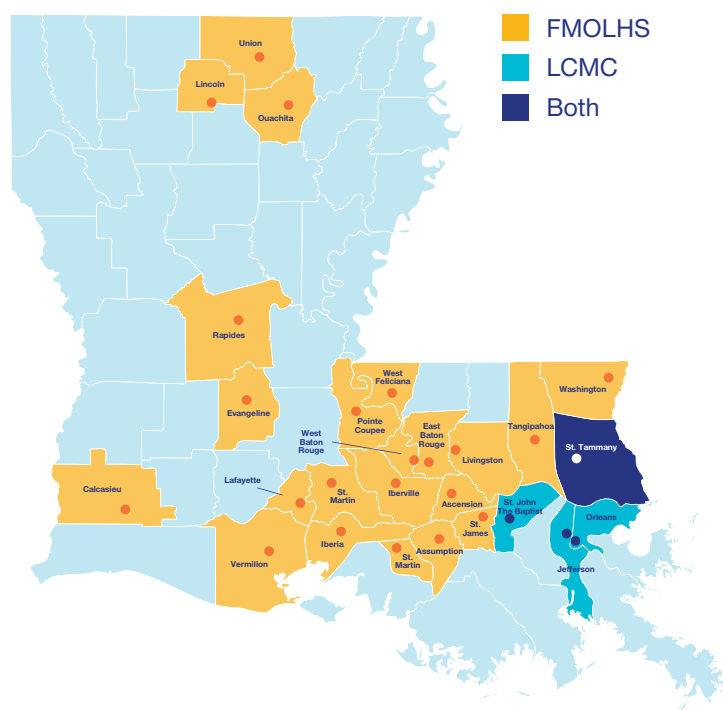 FMOLHS
LCMC
Both
Union
Lincoln
Ouachita
Rapides
Evangeline
West
Feliciana
Washington
Pointe
Coupee
East
Baton
Rouge
Tangipahoa
West
Baton
Rouge
St. Tammany
Livingston
Lafayette
Calcasieu
St.
Martin
Iberville
Ascension
St. John
The Baptist
Orleans
St.
James
Iberia
Assumption
St.
Martin
Vermilion
Jefferson